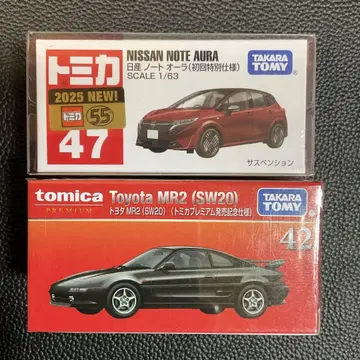 トミカ
2025 NEW!
トミカ
55
47
NISSAN NOTE AURA
日産 ノート オーラ(初回特別仕様)
SCALE 1/63
TAKARA
TOMY
サスペンション
tomica
PREMIUM
Toyota MR2 (SW20)
トヨタ MR2 (SW20) (トミカプレミアム発売記念仕様)
TAKARA
TOMY
42